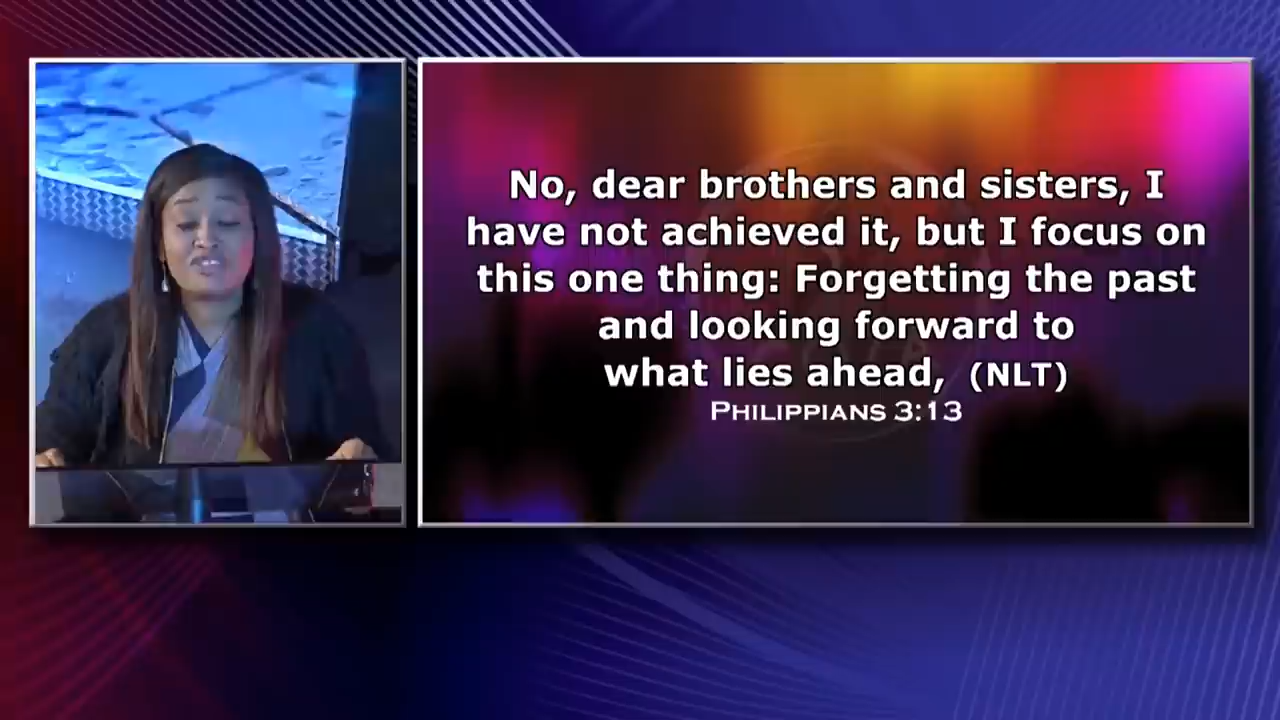 No, dear brothers and sisters, I
have not achieved it, but I focus on
this one thing: Forgetting the past
and looking forward to
what lies ahead, (NLT)
PHILIPPIANS 3:13